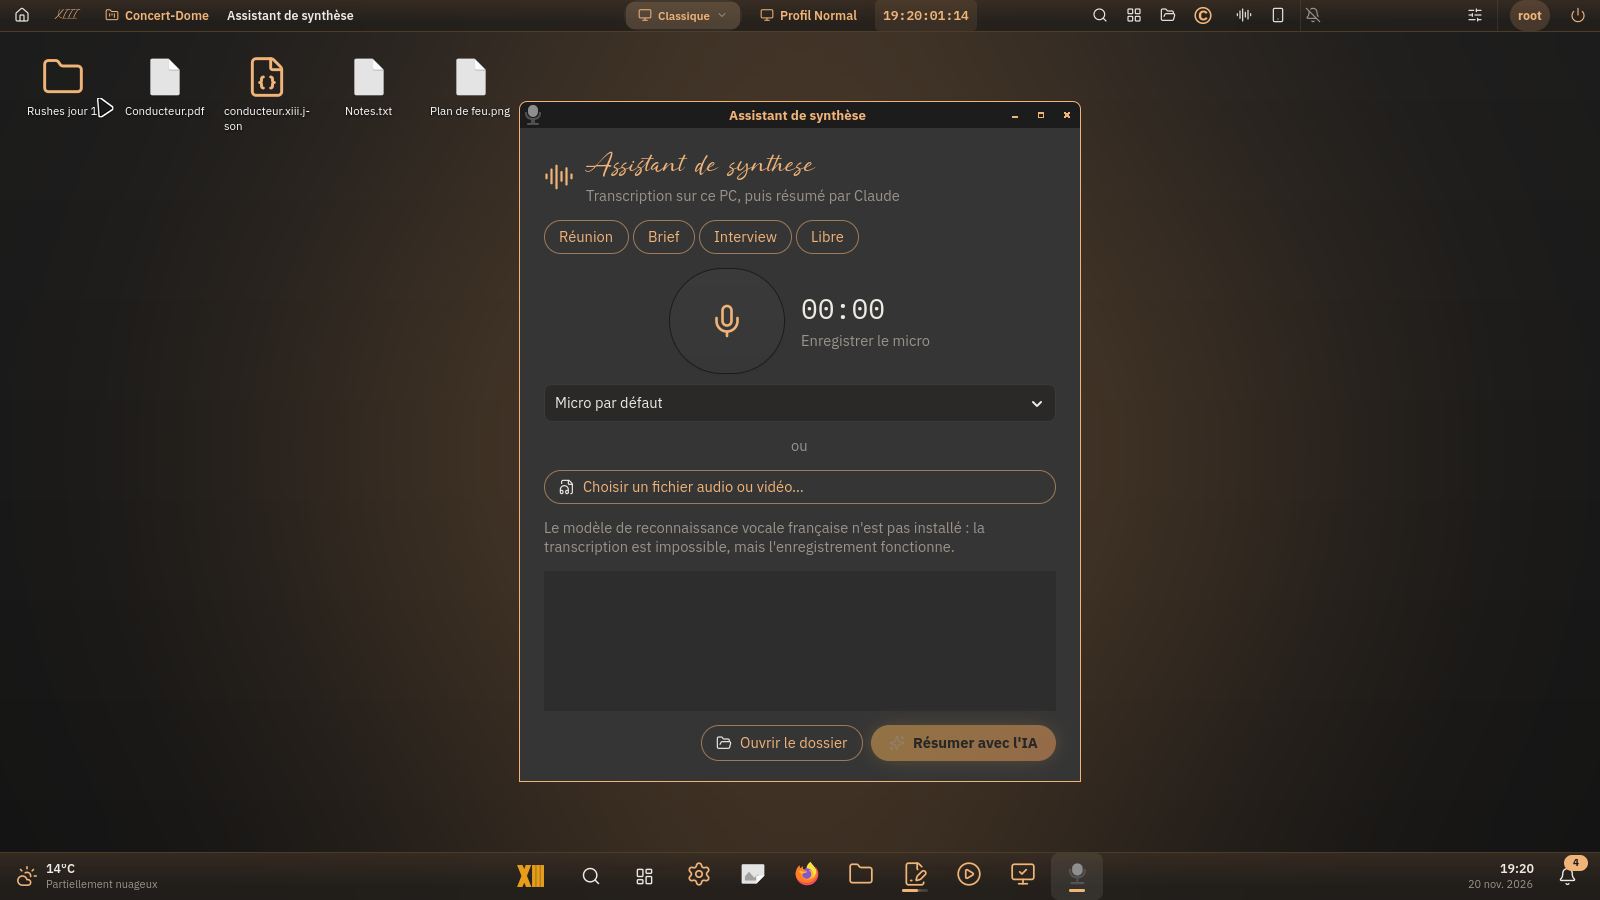 XIII
Concert-Dome
Assistant de synthèse
Classique
Profil Normal
19:20:01:14
root
Rushes jour 1
Conducteur.pdf
conducteur.xiii.j-
son
Notes.txt
Plan de feu.png
Assistant de synthèse
Assistant de synthese
Transcription sur ce PC, puis résumé par Claude
Réunion
Brief
Interview
Libre
00:00
Enregistrer le micro
Micro par défaut
ou
Choisir un fichier audio ou vidéo...
Le modèle de reconnaissance vocale française n'est pas installé : la
transcription est impossible, mais l'enregistrement fonctionne.
Ouvrir le dossier
Résumer avec l'IA
14°C
Partiellement nuageux
XIII
19:20
20 nov. 2026
4